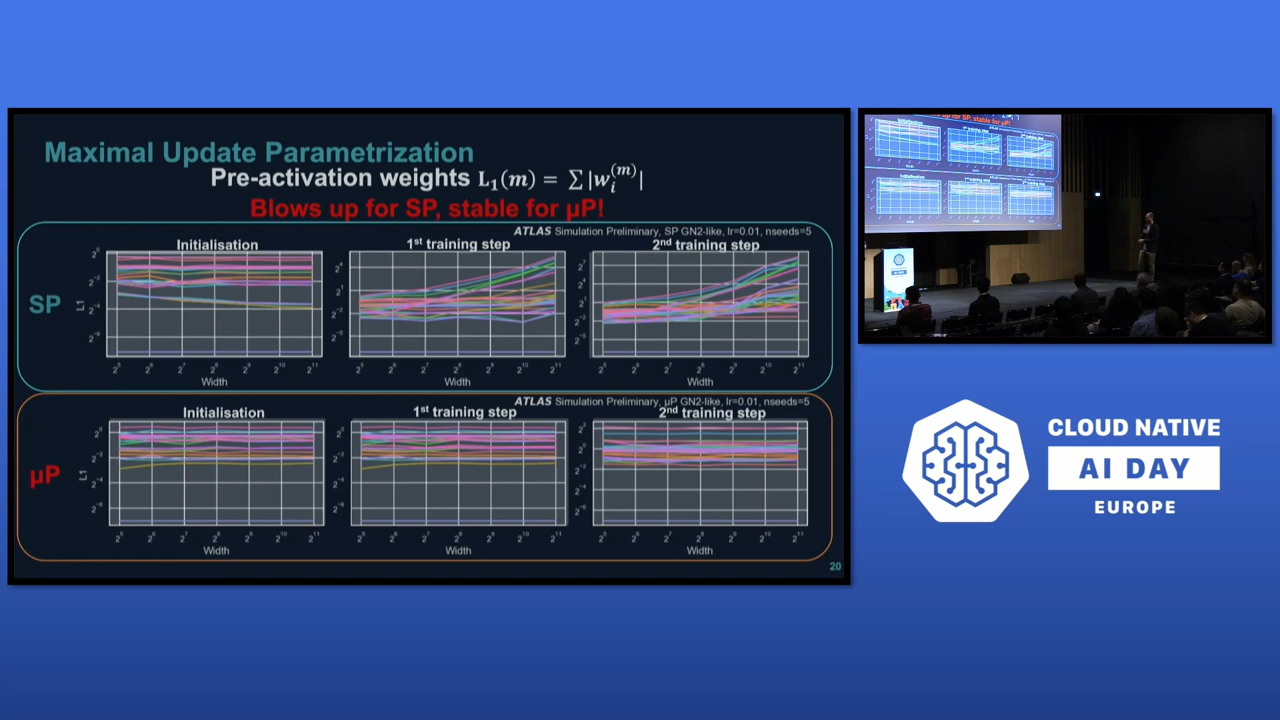 Maximal Update Parametrization
Pre-activation weights L₁(m) = ∑|wᵢ⁽ᵐ⁾|
Blows up for SP, stable for μP!
ATLAS Simulation Preliminary, SP GN2-like, lr=0.01, nseeds=5
Initialisation
1st training step
2nd training step
SP
L1
Width
Width
Width
ATLAS Simulation Preliminary, μP GN2-like, lr=0.01, nseeds=5
Initialisation
1st training step
2nd training step
μP
L1
Width
Width
Width
20
CLOUD NATIVE
AI DAY
EUROPE